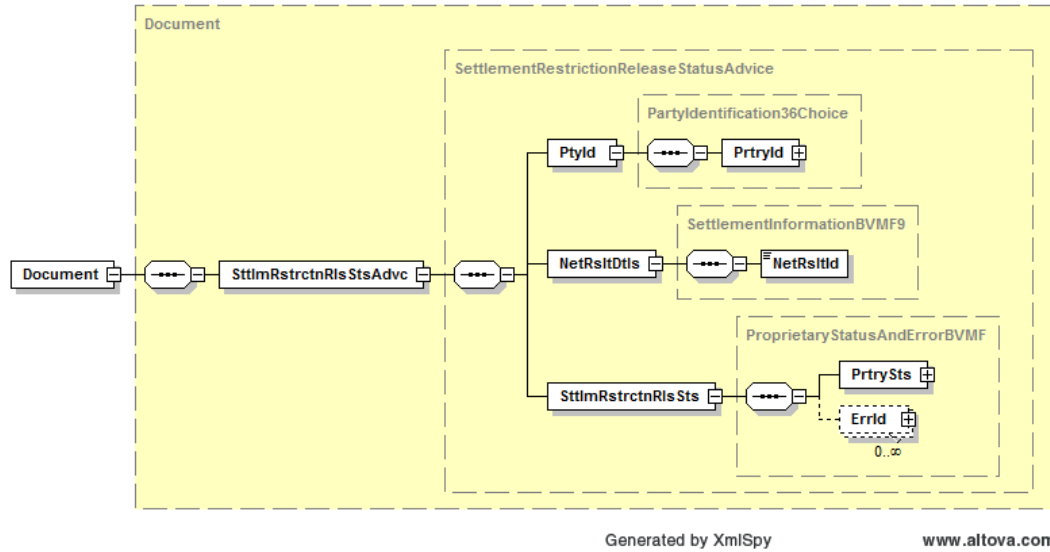 Document
SettlementRestrictionReleaseStatusAdvice
PartyIdentification36Choice
PtyId
PrtryId
SettlementInformationBVMF9
Document
SttlmRstrctnRlsStsAdvc
NetRsltDtls
NetRsltId
ProprietaryStatusAndErrorBVMF
PrtrySts
SttlmRstrctnRlsSts
ErrId
0..∞
Generated by XmlSpy
www.altova.com